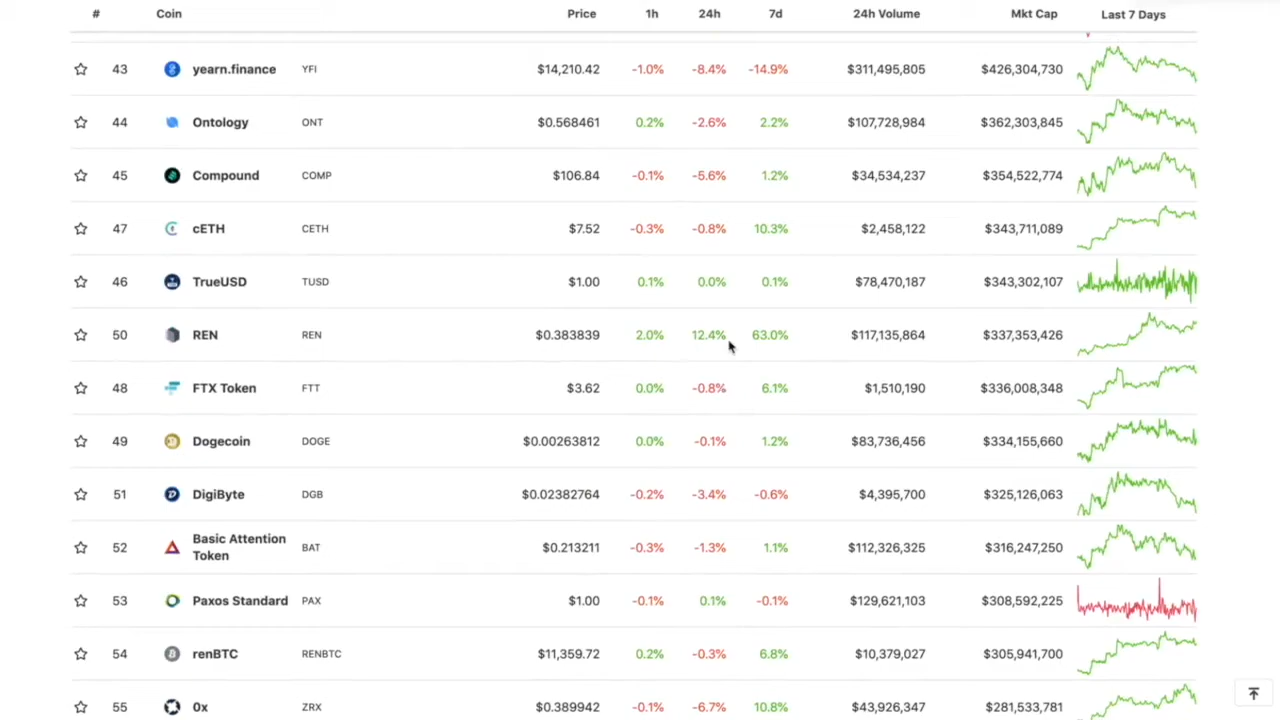 # Coin Price 1h 24h 7d 24h Volume Mkt Cap Last 7 Days
43 yearn.finance YFI $14,210.42 -1.0% -8.4% -14.9% $311,495,805 $426,304,730
44 Ontology ONT $0.568461 0.2% -2.6% 2.2% $107,728,984 $362,303,845
45 Compound COMP $106.84 -0.1% -5.6% 1.2% $34,534,237 $354,522,774
47 cETH CETH $7.52 -0.3% -0.8% 10.3% $2,458,122 $343,711,089
46 TrueUSD TUSD $1.00 0.1% 0.0% 0.1% $78,470,187 $343,302,107
50 REN REN $0.383839 2.0% 12.4% 63.0% $117,135,864 $337,353,426
48 FTX Token FTT $3.62 0.0% -0.8% 6.1% $1,510,190 $336,008,348
49 Dogecoin DOGE $0.00263812 0.0% -0.1% 1.2% $83,736,456 $334,155,660
51 DigiByte DGB $0.02382764 -0.2% -3.4% -0.6% $4,395,700 $325,126,063
52 Basic Attention Token BAT $0.213211 -0.3% -1.3% 1.1% $112,326,325 $316,247,250
53 Paxos Standard PAX $1.00 -0.1% 0.1% -0.1% $129,621,103 $308,592,225
54 renBTC RENBTC $11,359.72 0.2% -0.3% 6.8% $10,379,027 $305,941,700
55 0x ZRX $0.389942 -0.1% -6.7% 10.8% $43,926,347 $281,533,781